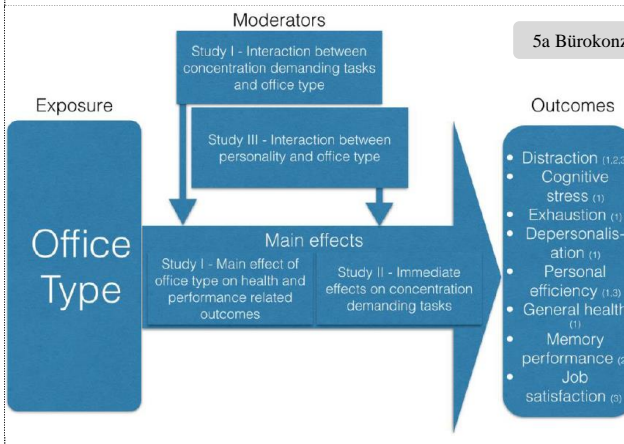 Moderators
5a Bürokonz
Study I - Interaction between
concentration demanding tasks
and office type
Exposure
Outcomes
Study III - Interaction between
personality and office type
Office
Type
Main effects
Study I - Main effect of
office type on health and
performance related
outcomes
Study II - Immediate
effects on concentration
demanding tasks
• Distraction (1,2,3
• Cognitive
stress (1)
• Exhaustion (1)
• Depersonalis-
ation (1)
• Personal
efficiency (1,3)
• General health
(1)
• Memory
performance (2
• Job
satisfaction (3)